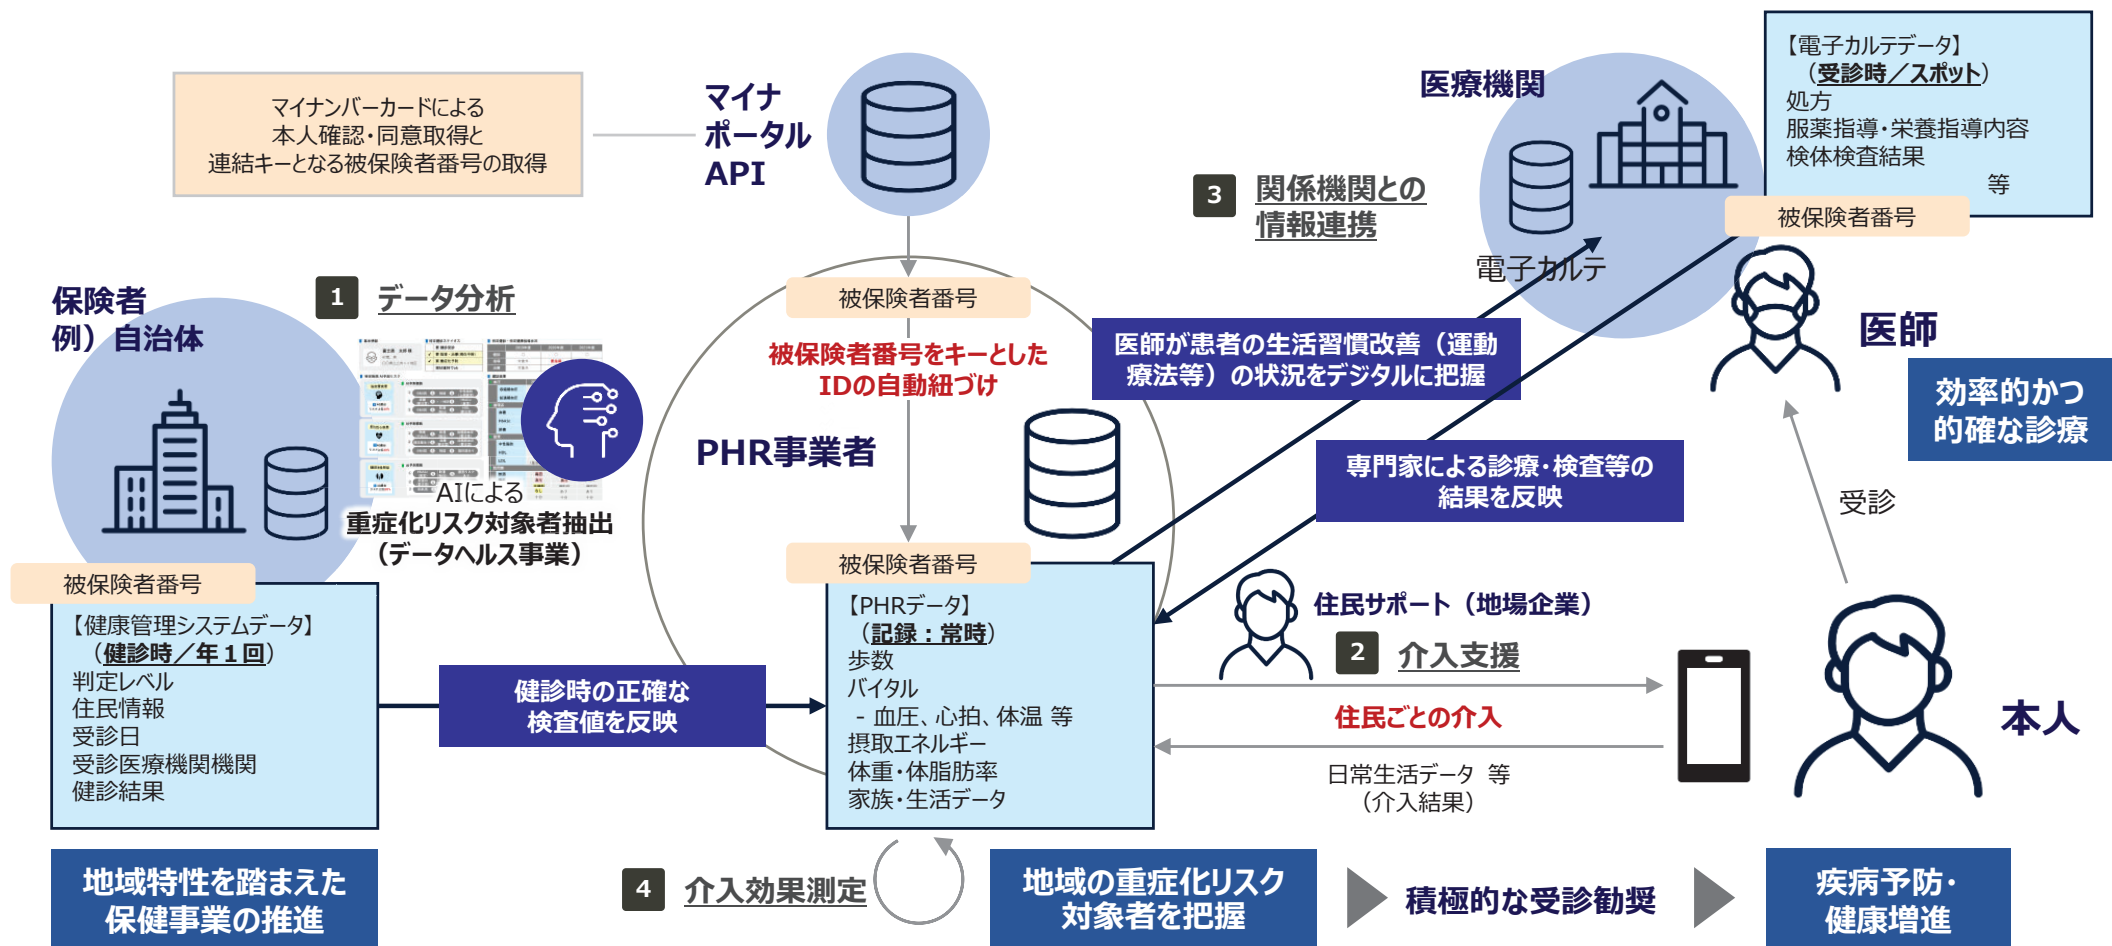 マイナンバーカードによる
本人確認・同意取得と
連結キーとなる被保険者番号の取得
マイナ
ポータル
API
医療機関
【電子カルテデータ】
（受診時／スポット）
処方
服薬指導・栄養指導内容
検体検査結果
等
被保険者番号
電子カルテ
3 関係機関との
情報連携
医師
効率的かつ
的確な診療
保険者
例）自治体
1 データ分析
AIによる
重症化リスク対象者抽出
（データヘルス事業）
被保険者番号
【健康管理システムデータ】
（健診時／年１回）
判定レベル
住民情報
受診日
受診医療機関機関
健診結果
地域特性を踏まえた
保健事業の推進
健診時の正確な
検査値を反映
被保険者番号
被保険者番号をキーとした
IDの自動紐づけ
PHR事業者
被保険者番号
【PHRデータ】
（記録：常時）
歩数
バイタル
- 血圧、心拍、体温 等
摂取エネルギー
体重・体脂肪率
家族・生活データ
医師が患者の生活習慣改善（運動
療法等）の状況をデジタルに把握
専門家による診療・検査等の
結果を反映
受診
住民サポート（地場企業）
2 介入支援
住民ごとの介入
日常生活データ 等
（介入結果）
本人
4 介入効果測定
地域の重症化リスク
対象者を把握
積極的な受診勧奨
疾病予防・
健康増進